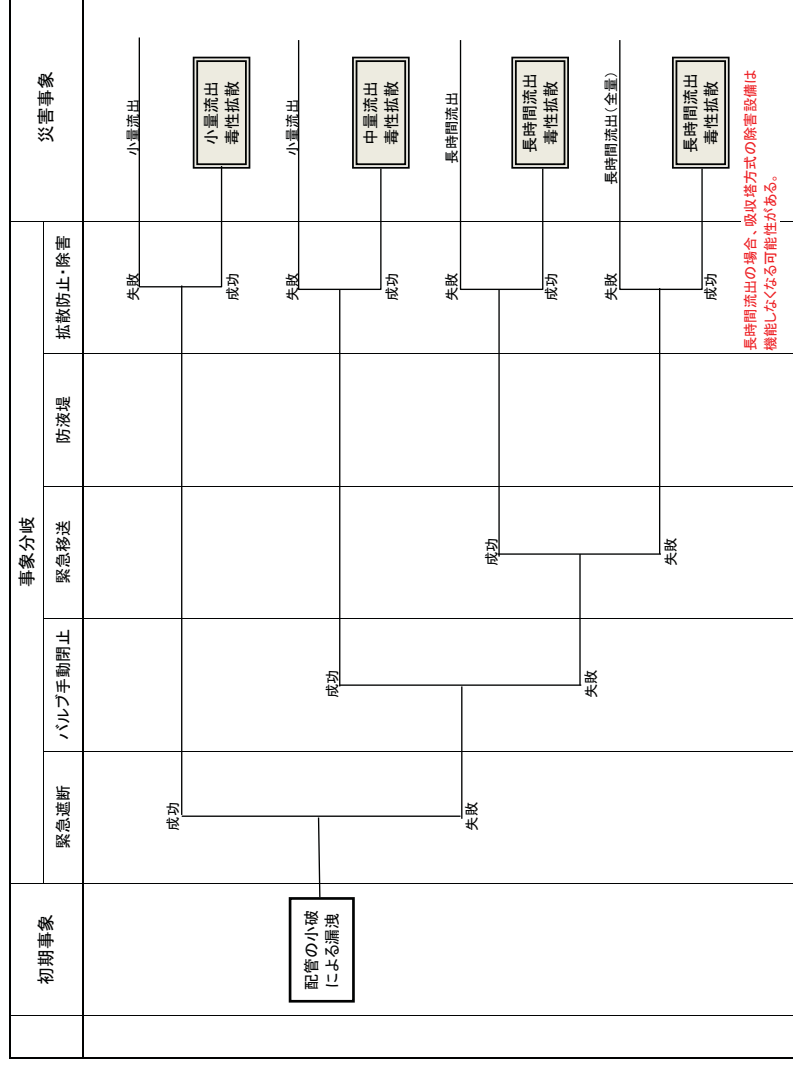 初期事象
事象分岐
災害事象
緊急遮断
バルブ手動閉止
緊急移送
防液堤
拡散防止・除害
配管の小破
による漏洩
成功
失敗
成功
失敗
成功
失敗
失敗
成功
失敗
成功
失敗
成功
失敗
成功
小量流出
小量流出
毒性拡散
小量流出
中量流出
毒性拡散
長時間流出
長時間流出
毒性拡散
長時間流出(全量)
長時間流出
毒性拡散
長時間流出の場合、吸収塔方式の除害設備は
機能しなくなる可能性がある。